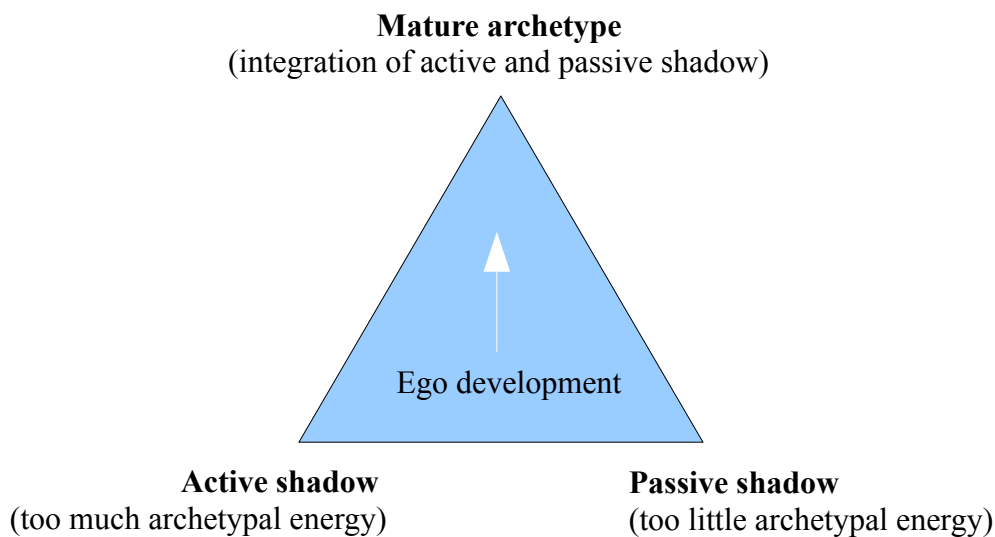 Mature archetype
(integration of active and passive shadow)
Ego development
Active shadow
(too much archetypal energy)
Passive shadow
(too little archetypal energy)